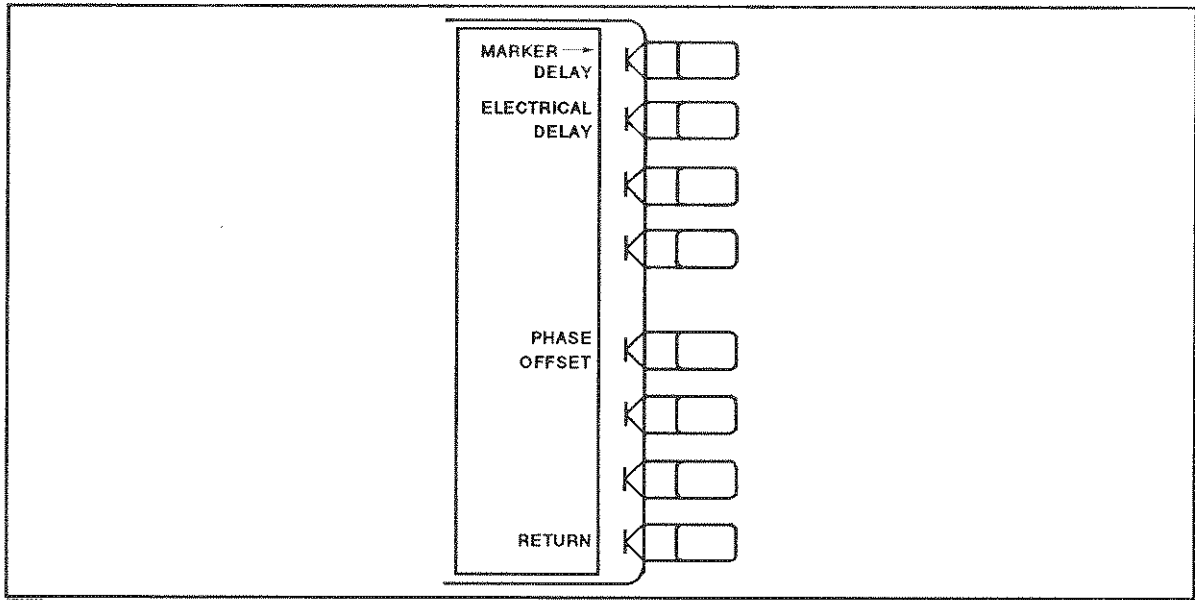 MARKER →
DELAY
ELECTRICAL
DELAY
PHASE
OFFSET
RETURN